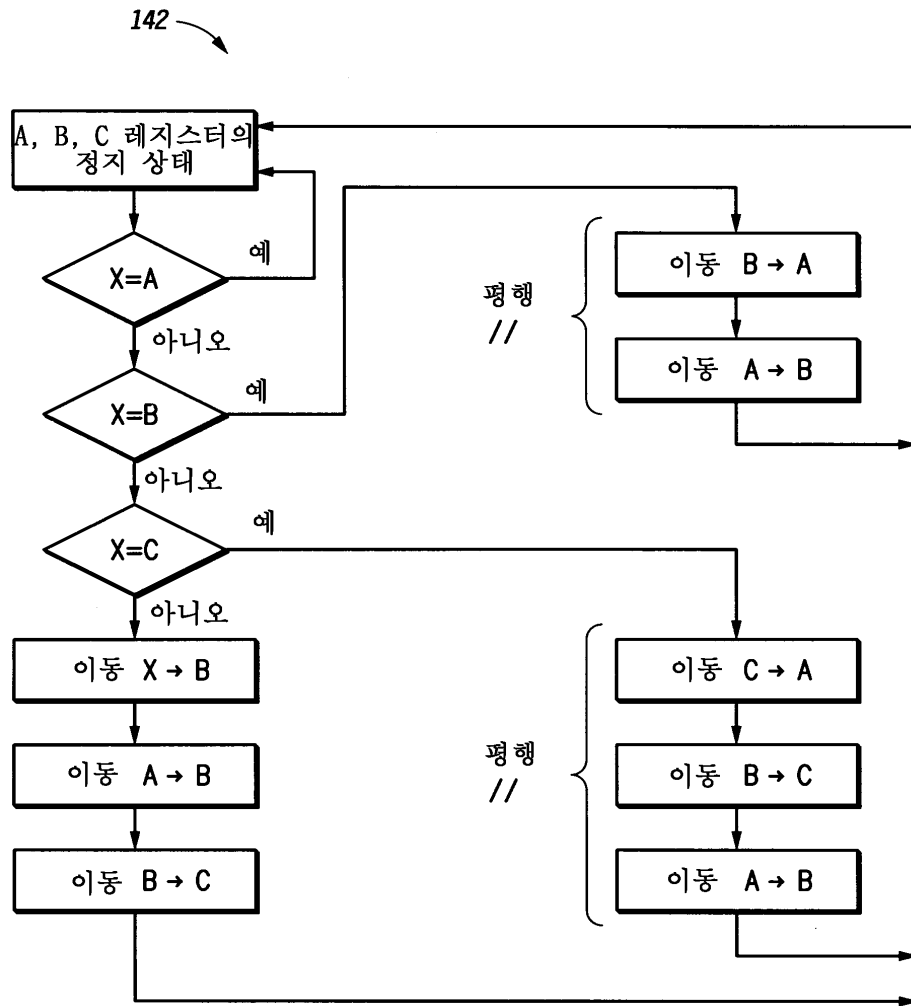 142
A, B, C 레지스터의
정지 상태
X=A
예
아니오
X=B
예
아니오
X=C
예
아니오
이동 X → B
이동 A → B
이동 B → C
평행
//
이동 B → A
이동 A → B
평행
//
이동 C → A
이동 B → C
이동 A → B